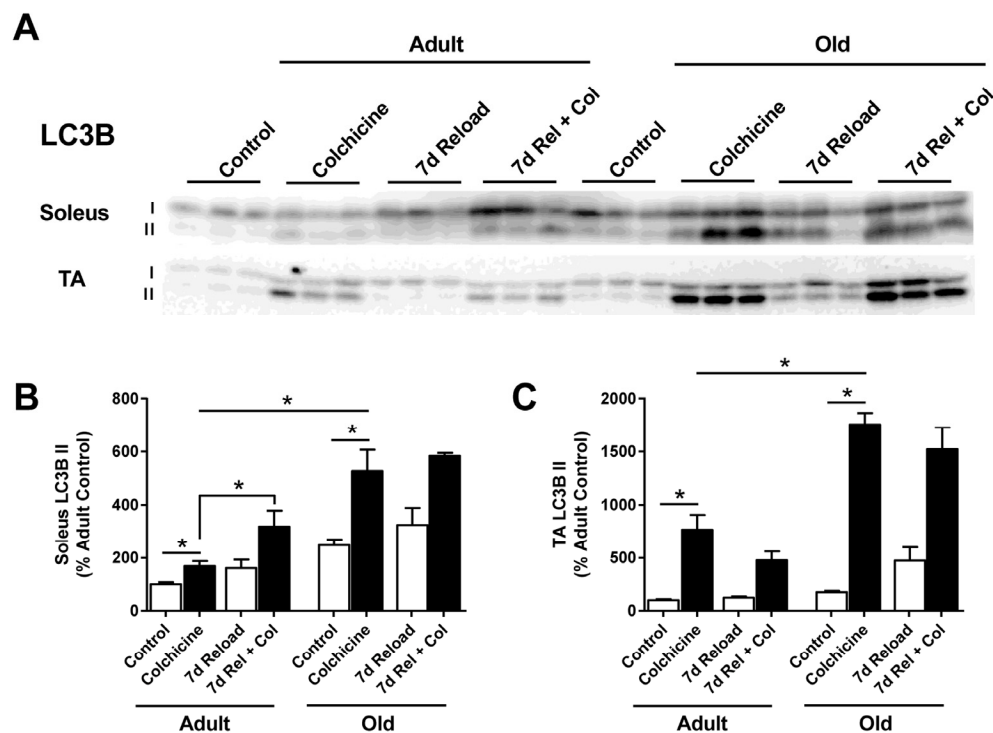 A
Adult Old
LC3B
Control Colchicine 7d Reload 7d Rel + Col Control Colchicine 7d Reload 7d Rel + Col
Soleus I
II
TA I
II
B
Soleus LC3B II
(% Adult Control)
800
600
400
200
0
* * * *
Control Colchicine 7d Reload 7d Rel + Col Control Colchicine 7d Reload 7d Rel + Col
Adult Old
C
TA LC3B II
(% Adult Control)
2000
1500
1000
500
0
* * *
Control Colchicine 7d Reload 7d Rel + Col Control Colchicine 7d Reload 7d Rel + Col
Adult Old